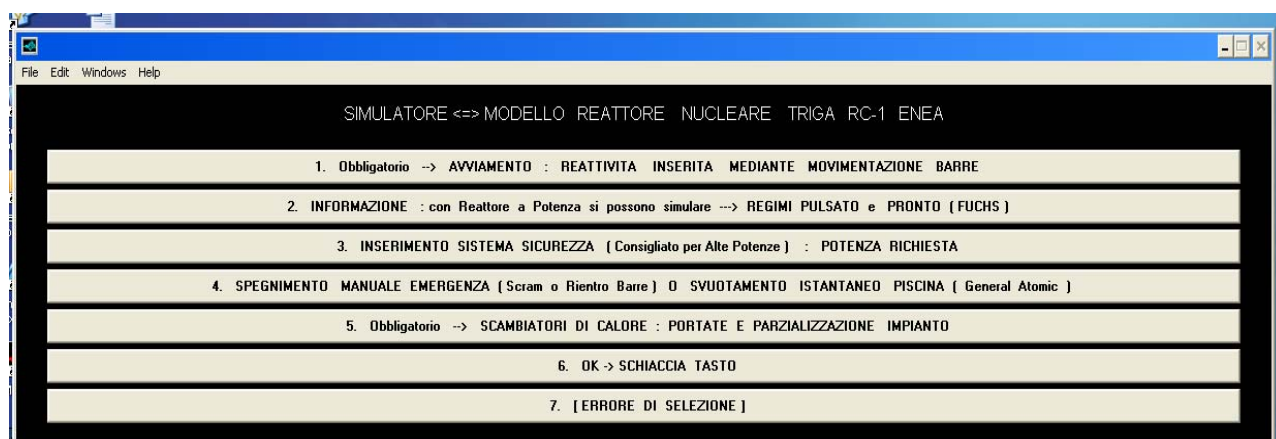 File Edit Windows Help
SIMULATORE <=> MODELLO REATTORE NUCLEARE TRIGA RC-1 ENEA
1. Obbligatorio --> AVVIAMENTO : REATTIVITA INSERITA MEDIANTE MOVIMENTAZIONE BARRE
2. INFORMAZIONE : con Reattore a Potenza si possono simulare ---> REGIMI PULSATO e PRONTO ( FUCHS )
3. INSERIMENTO SISTEMA SICUREZZA ( Consigliato per Alte Potenze ) : POTENZA RICHIESTA
4. SPEGNIMENTO MANUALE EMERGENZA ( Scram o Rientro Barre ) O SVUOTAMENTO ISTANTANEO PISCINA ( General Atomic )
5. Obbligatorio --> SCAMBIATORI DI CALORE : PORTATE E PARZIALIZZAZIONE IMPIANTO
6. OK -> SCHIACCIA TASTO
7. [ ERRORE DI SELEZIONE ]